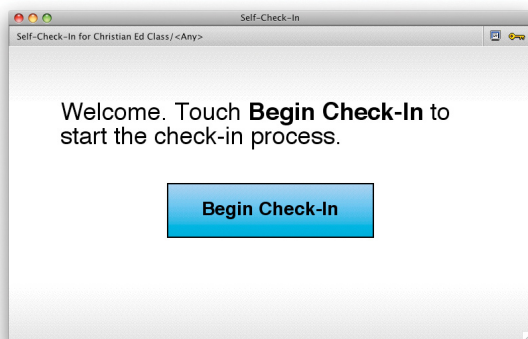 Self-Check-In
Self-Check-In for Christian Ed Class/<Any>
Welcome. Touch Begin Check-In to
start the check-in process.
Begin Check-In